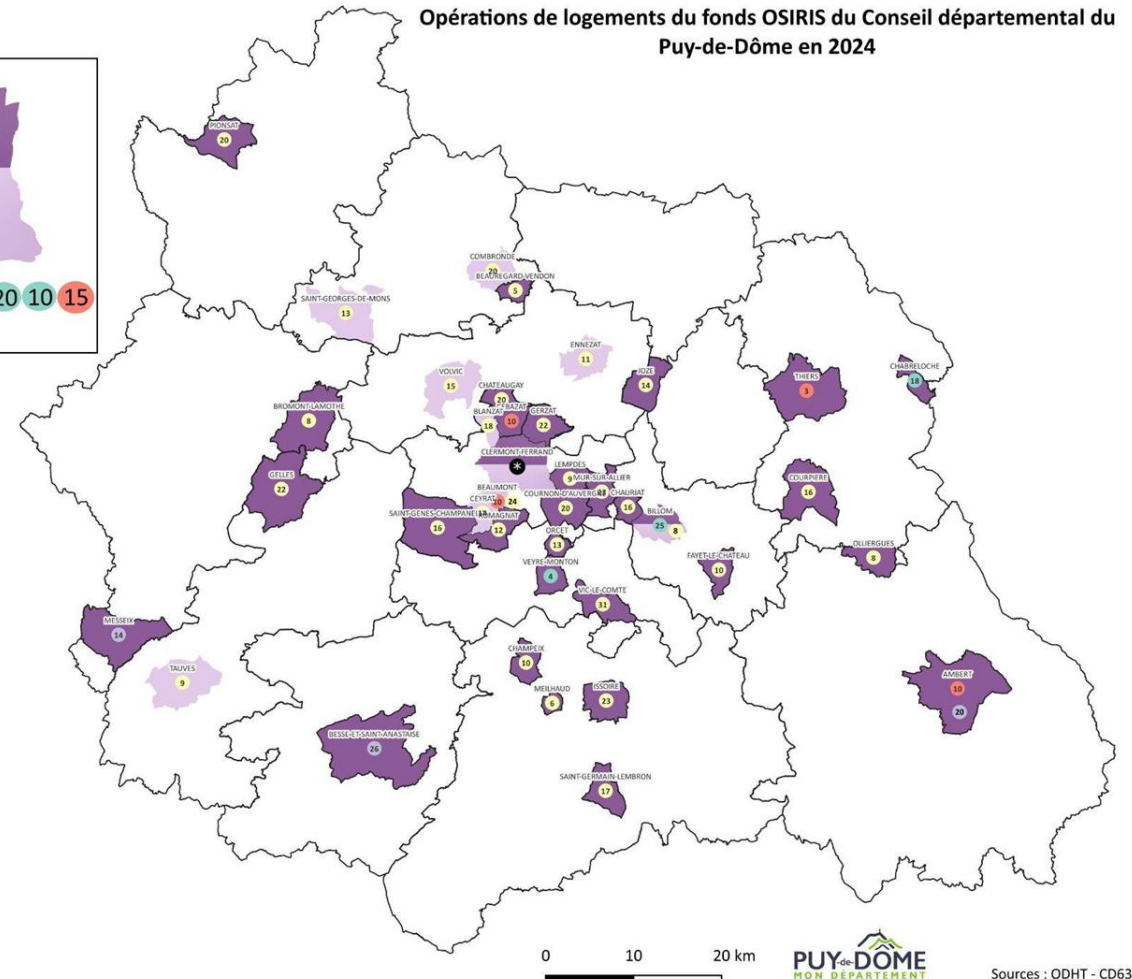 Opérations de logements du fonds OSIRIS du Conseil départemental du
Puy-de-Dôme en 2024
20 10 15
PIONSAT
20
COMBRONDE
20
BEAUREGARD-VENDON
5
SAINT-GEORGES-DE-MONS
13
ENNEZAT
11
VOLVIC
15
JOZE
14
THIERS
3
CHABRELOCHE
18
CHATEAUGAY
20
BROMONT-LAMOTHE
8
CEBAZAT
10
BLANZAT
18
GERZAT
22
CLERMONT-FERRAND
*
GELLES
22
LEMPDES
9
MUR-SUR-ALLIER
COURPIERE
16
BEAUMONT
10 24
CEYRAT
COURNON-D'AUVERGNE
20
CHAURIAT
16
SAINT-GENES-CHAMPANELLE
16
ROMAGNAT
12
BILLOM
25 8
ORCET
13
OLLIERGUES
8
FAYET-LE-CHATEAU
10
VEYRE-MONTON
4
VIC-LE-COMTE
31
MESSEIX
14
TAUVES
9
CHAMPEIX
10
AMBERT
10
20
MEILHAUD
6
ISSOIRE
23
BESSE-ET-SAINT-ANASTAISE
26
SAINT-GERMAIN-LEMBRON
17
0 10 20 km
PUY-de-DÔME
MON DÉPARTEMENT
Sources : ODHT - CD63